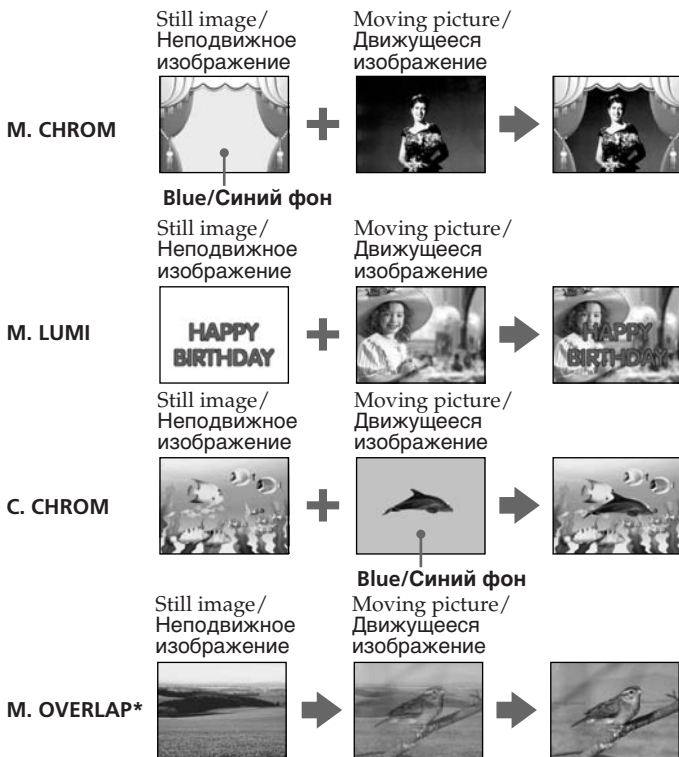 Still image/ Moving picture/
Неподвижное Движущееся
изображение изображение
M. CHROM
Blue/Синий фон
Still image/ Moving picture/
Неподвижное Движущееся
изображение изображение
M. LUMI
HAPPY
BIRTHDAY
HAPPY
BIRTHDAY
Still image/ Moving picture/
Неподвижное Движущееся
изображение изображение
C. CHROM
Blue/Синий фон
Still image/ Moving picture/
Неподвижное Движущееся
изображение изображение
M. OVERLAP*